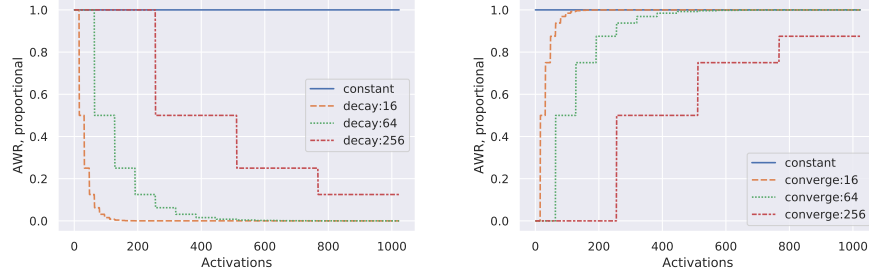 AWR, proportional
1.0
0.8
0.6
0.4
0.2
0.0
constant
decay:16
decay:64
decay:256
0
200
400
600
800
1000
Activations
AWR, proportional
1.0
0.8
0.6
0.4
0.2
0.0
constant
converge:16
converge:64
converge:256
0
200
400
600
800
1000
Activations